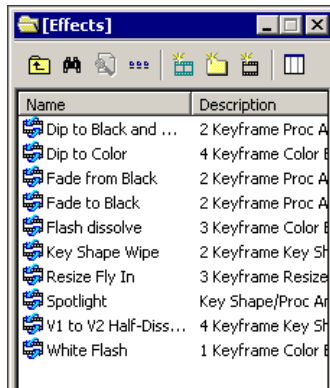 [Effects]
Name Description
Dip to Black and ... 2 Keyframe Proc A
Dip to Color 4 Keyframe Color E
Fade from Black 2 Keyframe Proc A
Fade to Black 2 Keyframe Proc A
Flash dissolve 3 Keyframe Color E
Key Shape Wipe 2 Keyframe Key Sh
Resize Fly In 3 Keyframe Resize
Spotlight Key Shape/Proc An
V1 to V2 Half-Diss... 4 Keyframe Key Sh
White Flash 1 Keyframe Color E